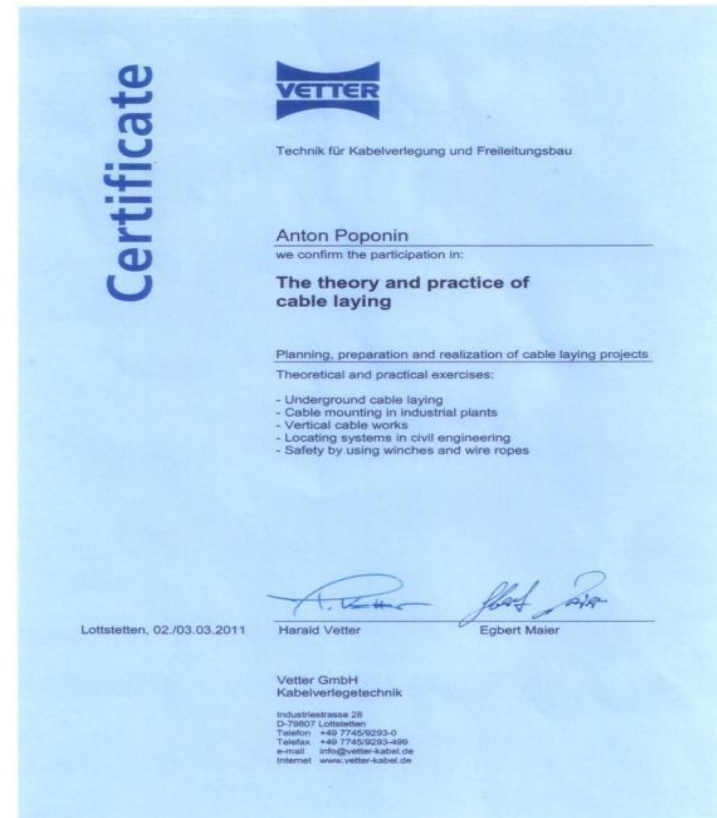 Certificate
VETTER
Technik für Kabelverlegung und Freileitungsbau
Anton Poponin
we confirm the participation in:
The theory and practice of
cable laying
Planning, preparation and realization of cable laying projects
Theoretical and practical exercises:
- Underground cable laying
- Cable mounting in industrial plants
- Vertical cable works
- Locating systems in civil engineering
- Safety by using winches and wire ropes
Lottstetten, 02./03.03.2011
Harald Vetter
Egbert Maier
Vetter GmbH
Kabelverlegetechnik
Industriestrasse 28
D-79807 Lottstetten
Telefon +49 7745/9293-0
Telefax +49 7745/9293-499
e-mail info@vetter-kabel.de
Internet www.vetter-kabel.de